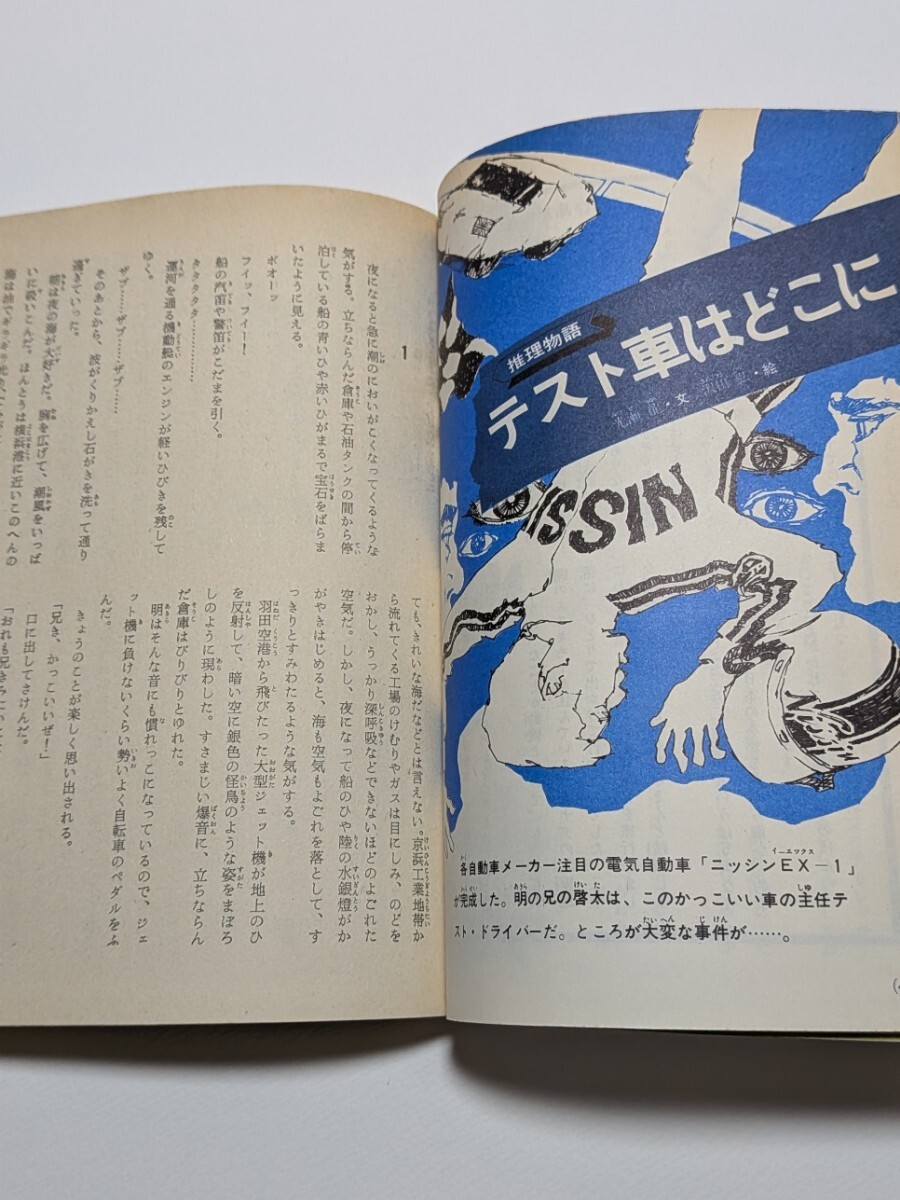 推理物語
テスト車はどこに
・文
・絵
NISSIN
各自動車メーカー注目の電気自動車「ニッシンEX－1」
が完成した。明の兄の啓太は、このかっこいい車の主任テ
スト・ドライバーだ。ところが大変な事件が……。
1
夜になると急に潮のにおいがこくなってくるような
気がする。立ちならんだ倉庫や石油タンクの間から停
泊している船の青いひや赤いひがまるで宝石をばらま
いたように見える。
ボオーッ
フィッ、フィー！
船の汽笛や警笛がこだまを引く。
タタタタタ………
運河を通る機動艇のエンジンが軽いひびきを残して
ゆく。
ザブ……ザブ……ザブ……
そのあとから、波がくりかえし石がきを洗って通り
過ぎていった。
明は夜の海が大好きだ。胸を広げて、潮風をいっぱ
いに吸いこんだ。ほんとうは横浜港に近いこのへんの
海は油でギラギラ光
ても、きれいな海だなどとは言えない。京浜工業地帯か
ら流れてくる工場のけむりやガスは目にしみ、のどを
おかし、うっかり深呼吸などできないほどのよごれた
空気だ。しかし、夜になって船のひや陸の水銀燈がか
がやきはじめると、海も空気もよごれを落として、す
っきりとすみわたるような気がする。
羽田空港から飛びたった大型ジェット機が地上のひ
を反射して、暗い空に銀色の怪鳥のような姿をまぼろ
しのように現わした。すさまじい爆音に、立ちならん
だ倉庫はびりびりとゆれた。
明はそんな音にも慣れっこになっているので、ジェ
ット機に負けないくらい勢いよく自転車のペダルをふ
んだ。
きょうのことが楽しく思い出される。
「兄き、かっこいいぜ！」
口に出してさけんだ。
「おれも兄きみたいに